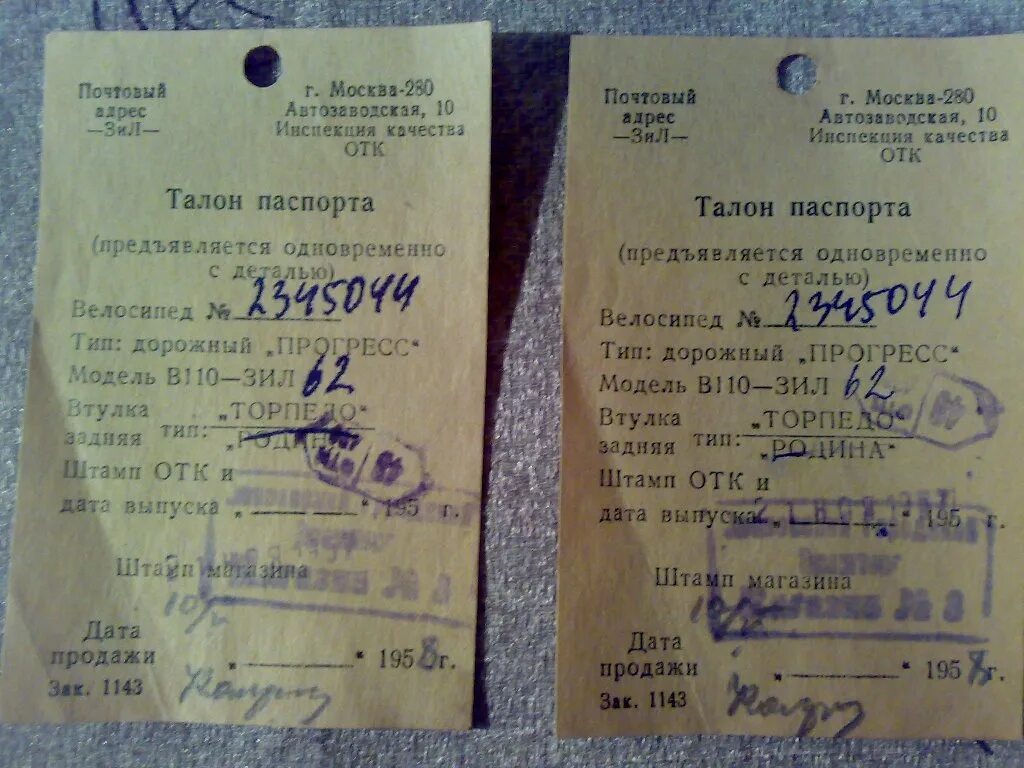 Почтовый
адрес
—ЗиЛ—
г. Москва-280
Автозаводская, 10
Инспекция качества
ОТК
Талон паспорта
(предъявляется одновременно
с деталью)
Велосипед № 2345044
Тип: дорожный „ПРОГРЕСС“
Модель В110—ЗИЛ 62
Втулка „ТОРПЕДО“
задняя тип: „РОДИНА“
Штамп ОТК и
дата выпуска „ “ 195 г.
Штамп магазина
Дата
продажи „ “ 1958 г.
Зак. 1143
Почтовый
адрес
—ЗиЛ—
г. Москва-280
Автозаводская, 10
Инспекция качества
ОТК
Талон паспорта
(предъявляется одновременно
с деталью)
Велосипед № 2345044
Тип: дорожный „ПРОГРЕСС“
Модель В110—ЗИЛ 62
Втулка „ТОРПЕДО“
задняя тип: „РОДИНА“
Штамп ОТК и
дата выпуска „ “ 195 г.
Штамп магазина
Дата
продажи „ “ 1958 г.
Зак. 1143